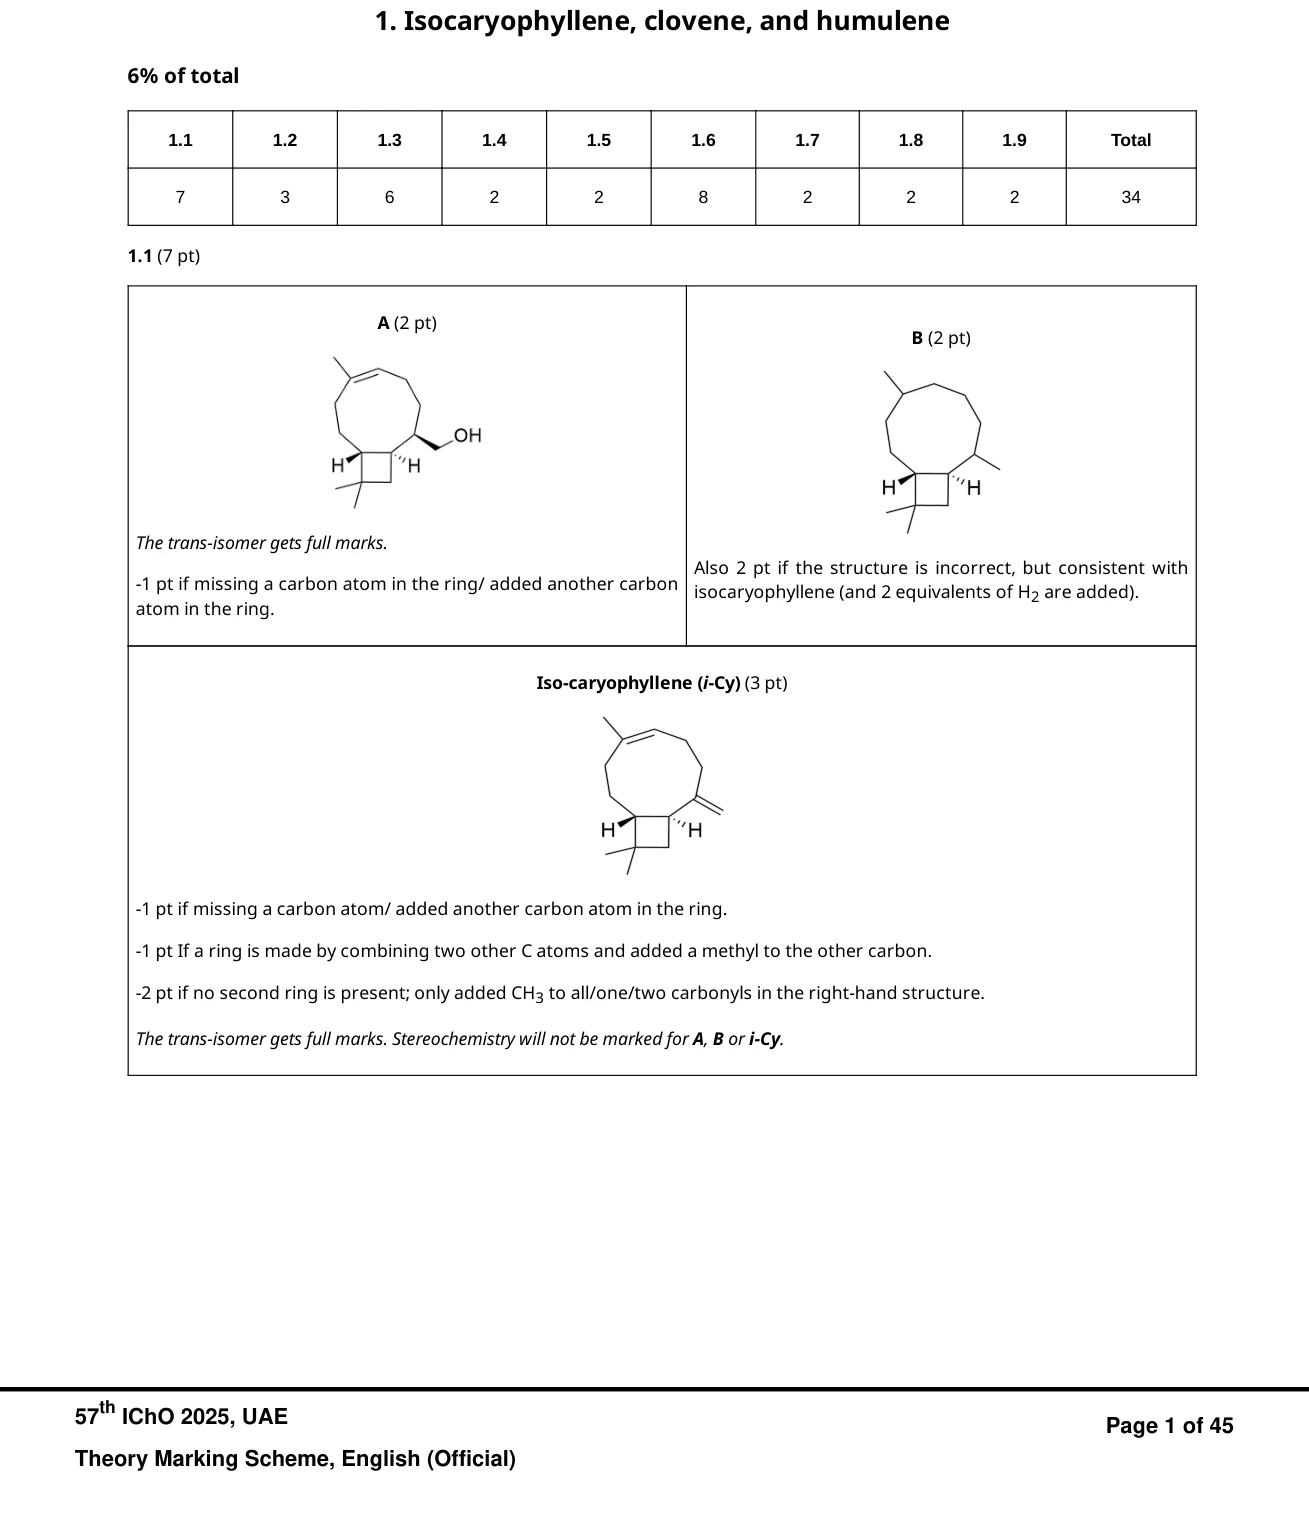 1. Isocaryophyllene, clovene, and humulene
6% of total
1.1 1.2 1.3 1.4 1.5 1.6 1.7 1.8 1.9 Total
7 3 6 2 2 8 2 2 2 34
1.1 (7 pt)
A (2 pt)
OH
H H
The trans-isomer gets full marks.
-1 pt if missing a carbon atom in the ring/ added another carbon
atom in the ring.
B (2 pt)
H H
Also 2 pt if the structure is incorrect, but consistent with
isocaryophyllene (and 2 equivalents of H2 are added).
Iso-caryophyllene (i-Cy) (3 pt)
H H
-1 pt if missing a carbon atom/ added another carbon atom in the ring.
-1 pt If a ring is made by combining two other C atoms and added a methyl to the other carbon.
-2 pt if no second ring is present; only added CH3 to all/one/two carbonyls in the right-hand structure.
The trans-isomer gets full marks. Stereochemistry will not be marked for A, B or i-Cy.
57th IChO 2025, UAE
Theory Marking Scheme, English (Official)
Page 1 of 45